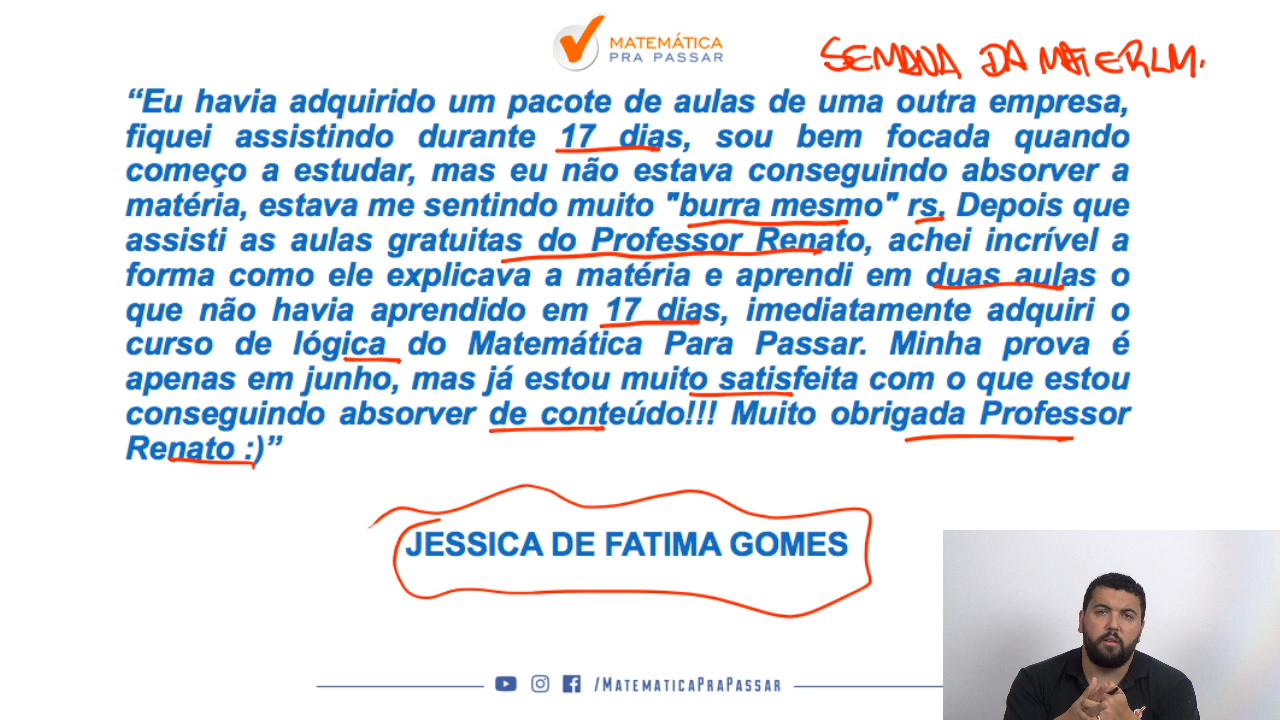 MATEMÁTICA
PRA PASSAR
SEMANA DA MAT E RLM.
“Eu havia adquirido um pacote de aulas de uma outra empresa,
fiquei assistindo durante 17 dias, sou bem focada quando
começo a estudar, mas eu não estava conseguindo absorver a
matéria, estava me sentindo muito "burra mesmo" rs. Depois que
assisti as aulas gratuitas do Professor Renato, achei incrível a
forma como ele explicava a matéria e aprendi em duas aulas o
que não havia aprendido em 17 dias, imediatamente adquiri o
curso de lógica do Matemática Para Passar. Minha prova é
apenas em junho, mas já estou muito satisfeita com o que estou
conseguindo absorver de conteúdo!!! Muito obrigada Professor
Renato :)”
JESSICA DE FATIMA GOMES
/MATEMATICAPRAPASSAR